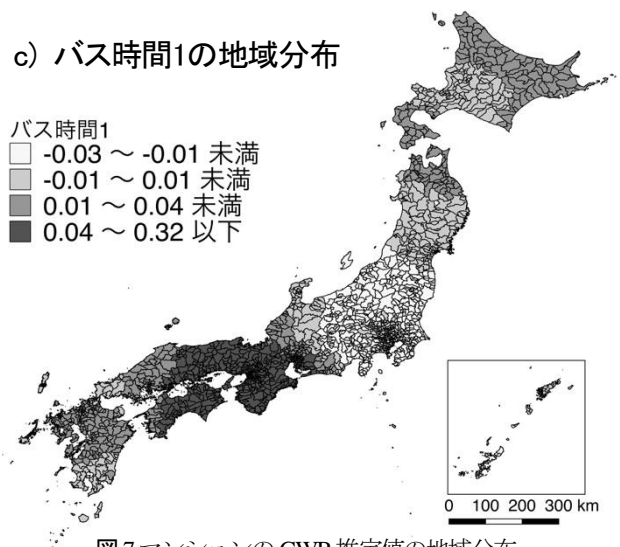 c) バス時間1の地域分布
バス時間1
-0.03 ～ -0.01 未満
-0.01 ～ 0.01 未満
0.01 ～ 0.04 未満
0.04 ～ 0.32 以下
0 100 200 300 km
図7 マンションの GWR 推定値の地域分布